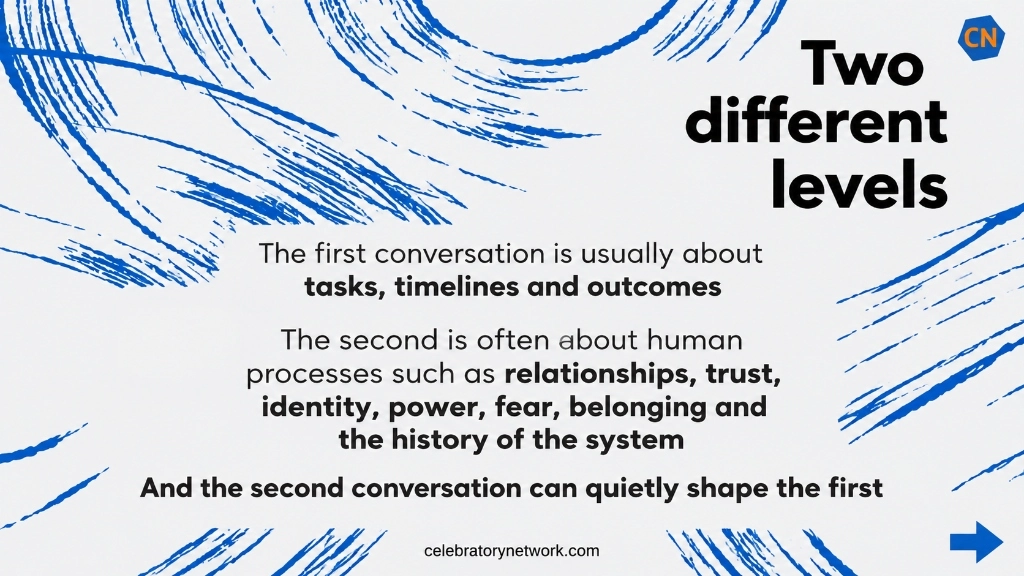 CN
Two
different
levels
The first conversation is usually about
tasks, timelines and outcomes
The second is often about human
processes such as relationships, trust,
identity, power, fear, belonging and
the history of the system
And the second conversation can quietly shape the first
celebratorynetwork.com